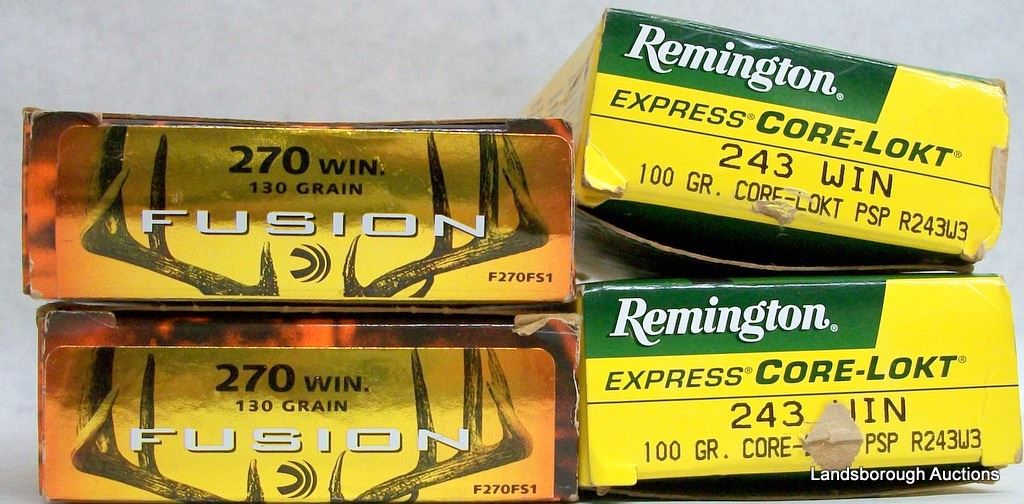 270 WIN.
130 GRAIN
FUSION
F270FS1
270 WIN.
130 GRAIN
FUSION
F270FS1
Remington®
EXPRESS® CORE-LOKT®
243 WIN
100 GR. CORE-LOKT PSP R243W3
Remington®
EXPRESS® CORE-LOKT®
243 IN
100 GR. CORE- PSP R243W3
Landsborough Auctions